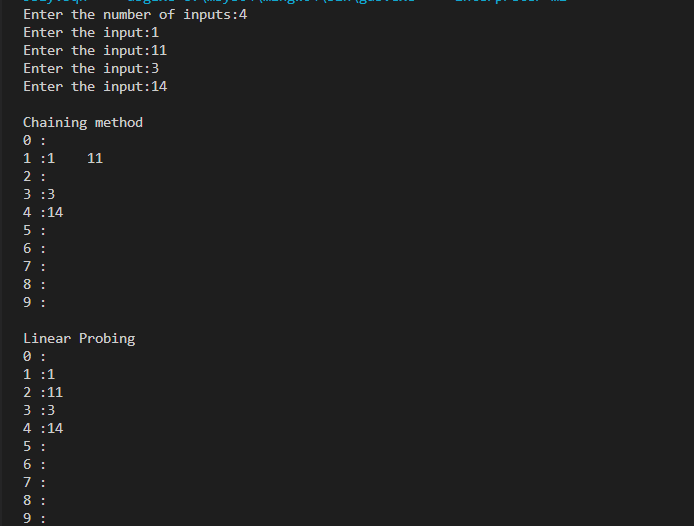 Enter the number of inputs:4
Enter the input:1
Enter the input:11
Enter the input:3
Enter the input:14
Chaining method
0 :
1 :1    11
2 :
3 :3
4 :14
5 :
6 :
7 :
8 :
9 :
Linear Probing
0 :
1 :1
2 :11
3 :3
4 :14
5 :
6 :
7 :
8 :
9 :